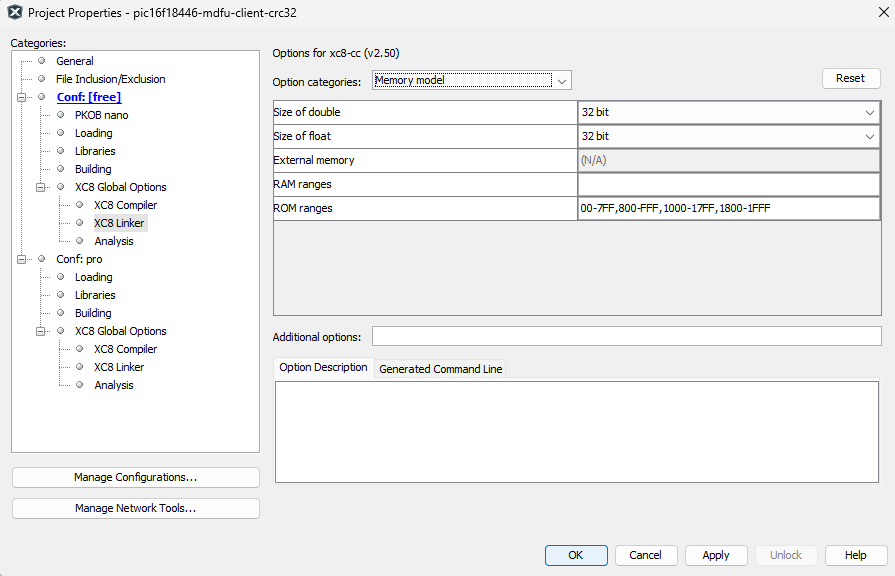 Project Properties - pic16f18446-mdfu-client-crc32
Categories:
General
File Inclusion/Exclusion
Conf: [free]
PKOB nano
Loading
Libraries
Building
XC8 Global Options
XC8 Compiler
XC8 Linker
Analysis
Conf: pro
Loading
Libraries
Building
XC8 Global Options
XC8 Compiler
XC8 Linker
Analysis
Manage Configurations...
Manage Network Tools...
Options for xc8-cc (v2.50)
Option categories: Memory model Reset
Size of double 32 bit
Size of float 32 bit
External memory (N/A)
RAM ranges
ROM ranges 00-7FF,800-FFF,1000-17FF,1800-1FFF
Additional options:
Option Description Generated Command Line
OK Cancel Apply Unlock Help